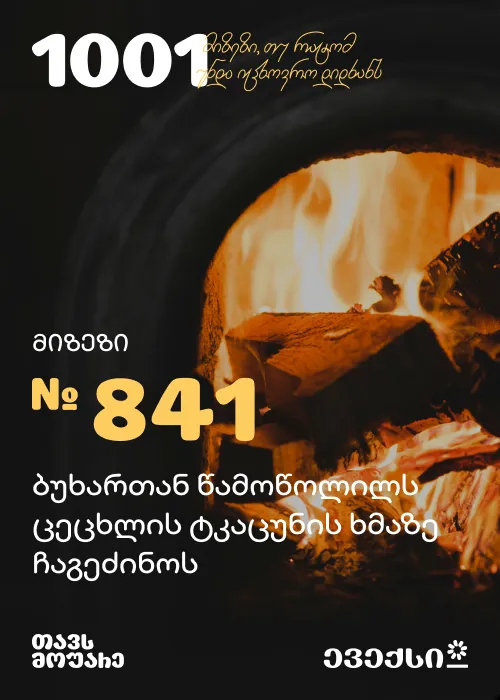 1001 მიზეზი, თუ რატომ
უნდა იცხოვრო დიდხანს
მიზეზი
№ 841
ბუხართან წამოწოლილს
ცეცხლის ტკაცუნის ხმაზე
ჩაგეძინოს
თავს
მოუარე
ევექსი